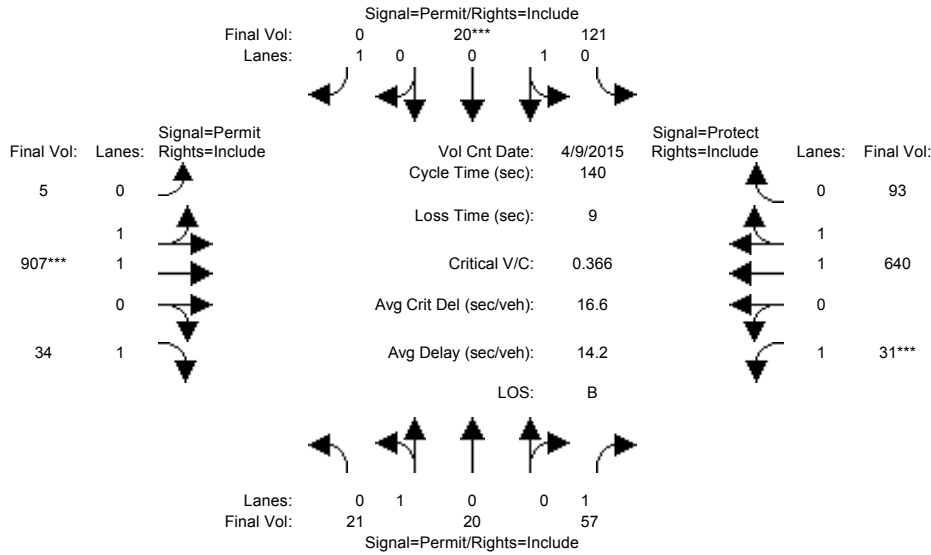 Signal=Permit/Rights=Include
Final Vol: 0 20*** 121
Lanes: 1 0 0 1 0
Signal=Permit Signal=Protect
Final Vol: Lanes: Rights=Include Vol Cnt Date: 4/9/2015 Rights=Include Lanes: Final Vol:
Cycle Time (sec): 140
5 0 0 93
Loss Time (sec): 9
1 1
907*** 1 Critical V/C: 0.366 1 640
0 Avg Crit Del (sec/veh): 16.6 0
34 1 Avg Delay (sec/veh): 14.2 1 31***
LOS: B
Lanes: 0 1 0 0 1
Final Vol: 21 20 57
Signal=Permit/Rights=Include